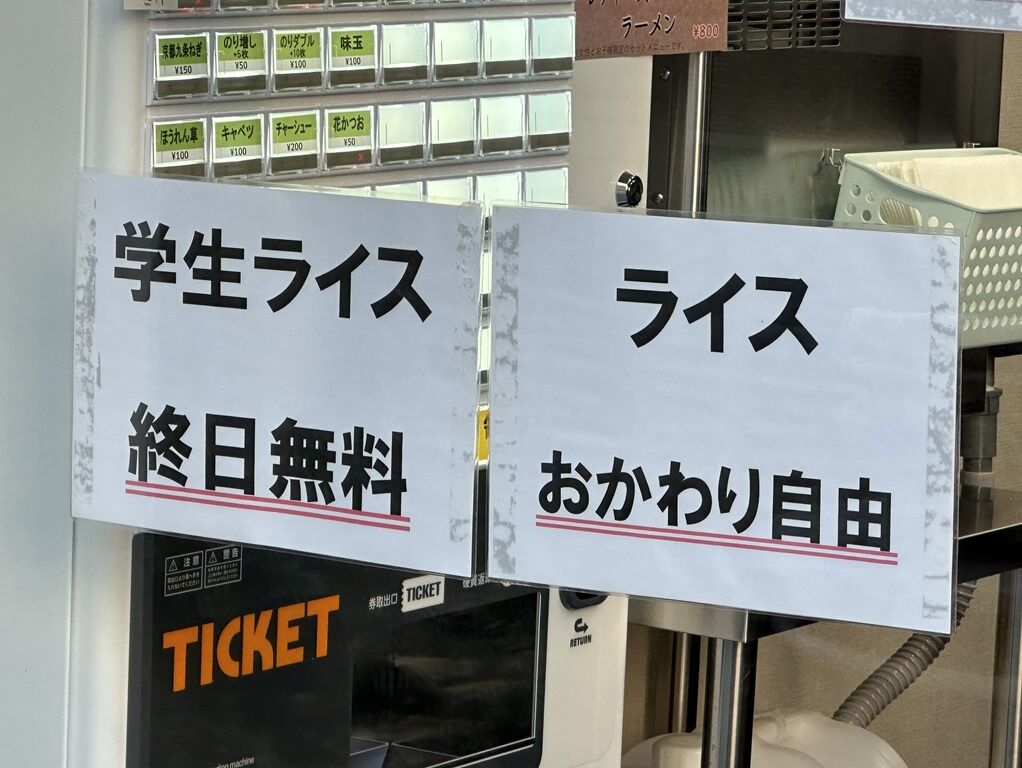 京都九条ねぎ
¥150
のり増し
+5枚
¥50
のりダブル
+10枚
¥100
味玉
¥100
ラーメン
¥800
ほうれん草
¥100
キャベツ
¥100
チャーシュー
¥200
花かつお
¥50
学生ライス
終日無料
ライス
おかわり自由
注意
警告
券取出口
TICKET
TICKET
RETURN